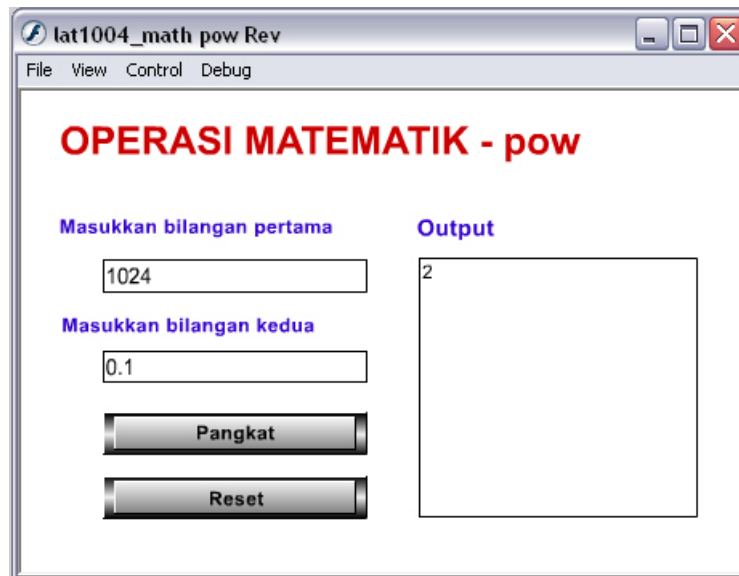 lat1004_math pow Rev
File View Control Debug
OPERASI MATEMATIK - pow
Masukkan bilangan pertama
1024
Masukkan bilangan kedua
0.1
Pangkat
Reset
Output
2